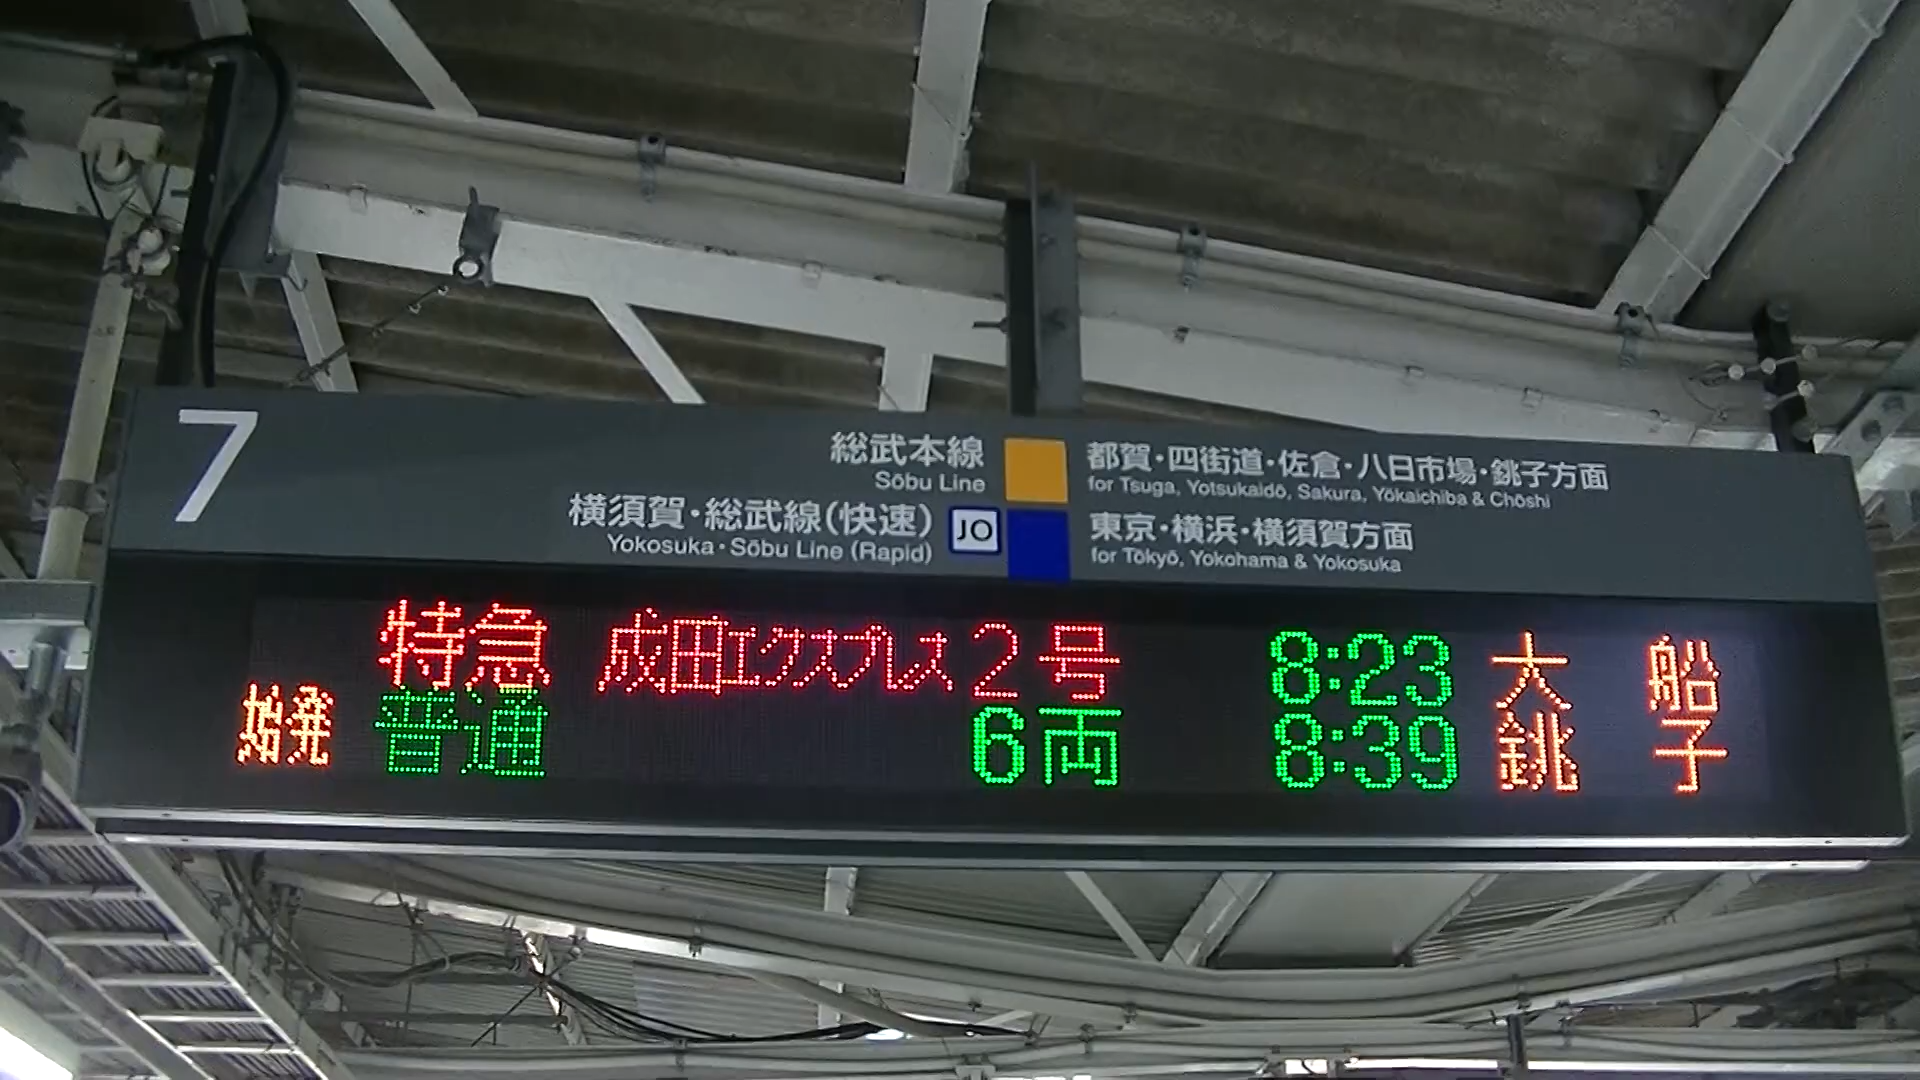 7
総武本線 都賀・四街道・佐倉・八日市場・銚子方面
Sōbu Line for Tsuga, Yotsukaidō, Sakura, Yōkaichiba & Chōshi
横須賀・総武線(快速) JO 東京・横浜・横須賀方面
Yokosuka・Sōbu Line (Rapid) for Tōkyō, Yokohama & Yokosuka
特急 成田エクスプレス2号 8:23 大船
始発 普通 6両 8:39 銚子